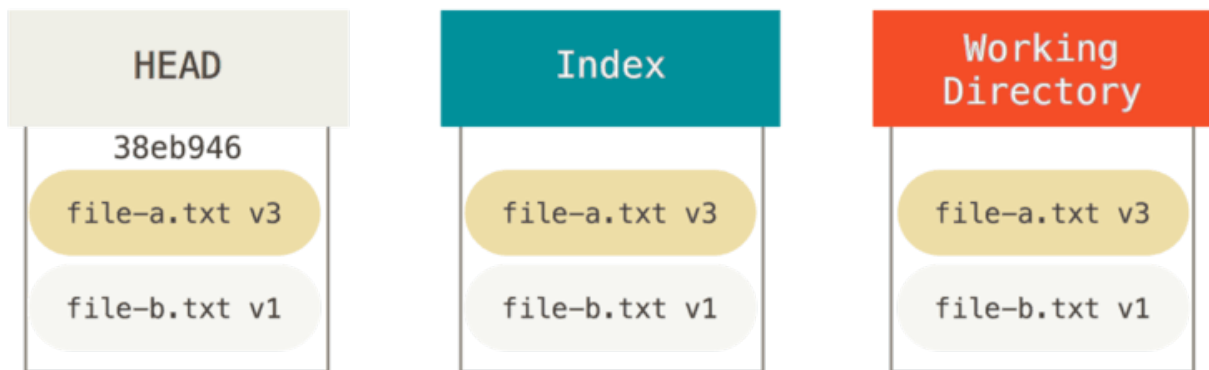 HEAD
Index
Working
Directory
38eb946
file-a.txt v3
file-a.txt v3
file-a.txt v3
file-b.txt v1
file-b.txt v1
file-b.txt v1